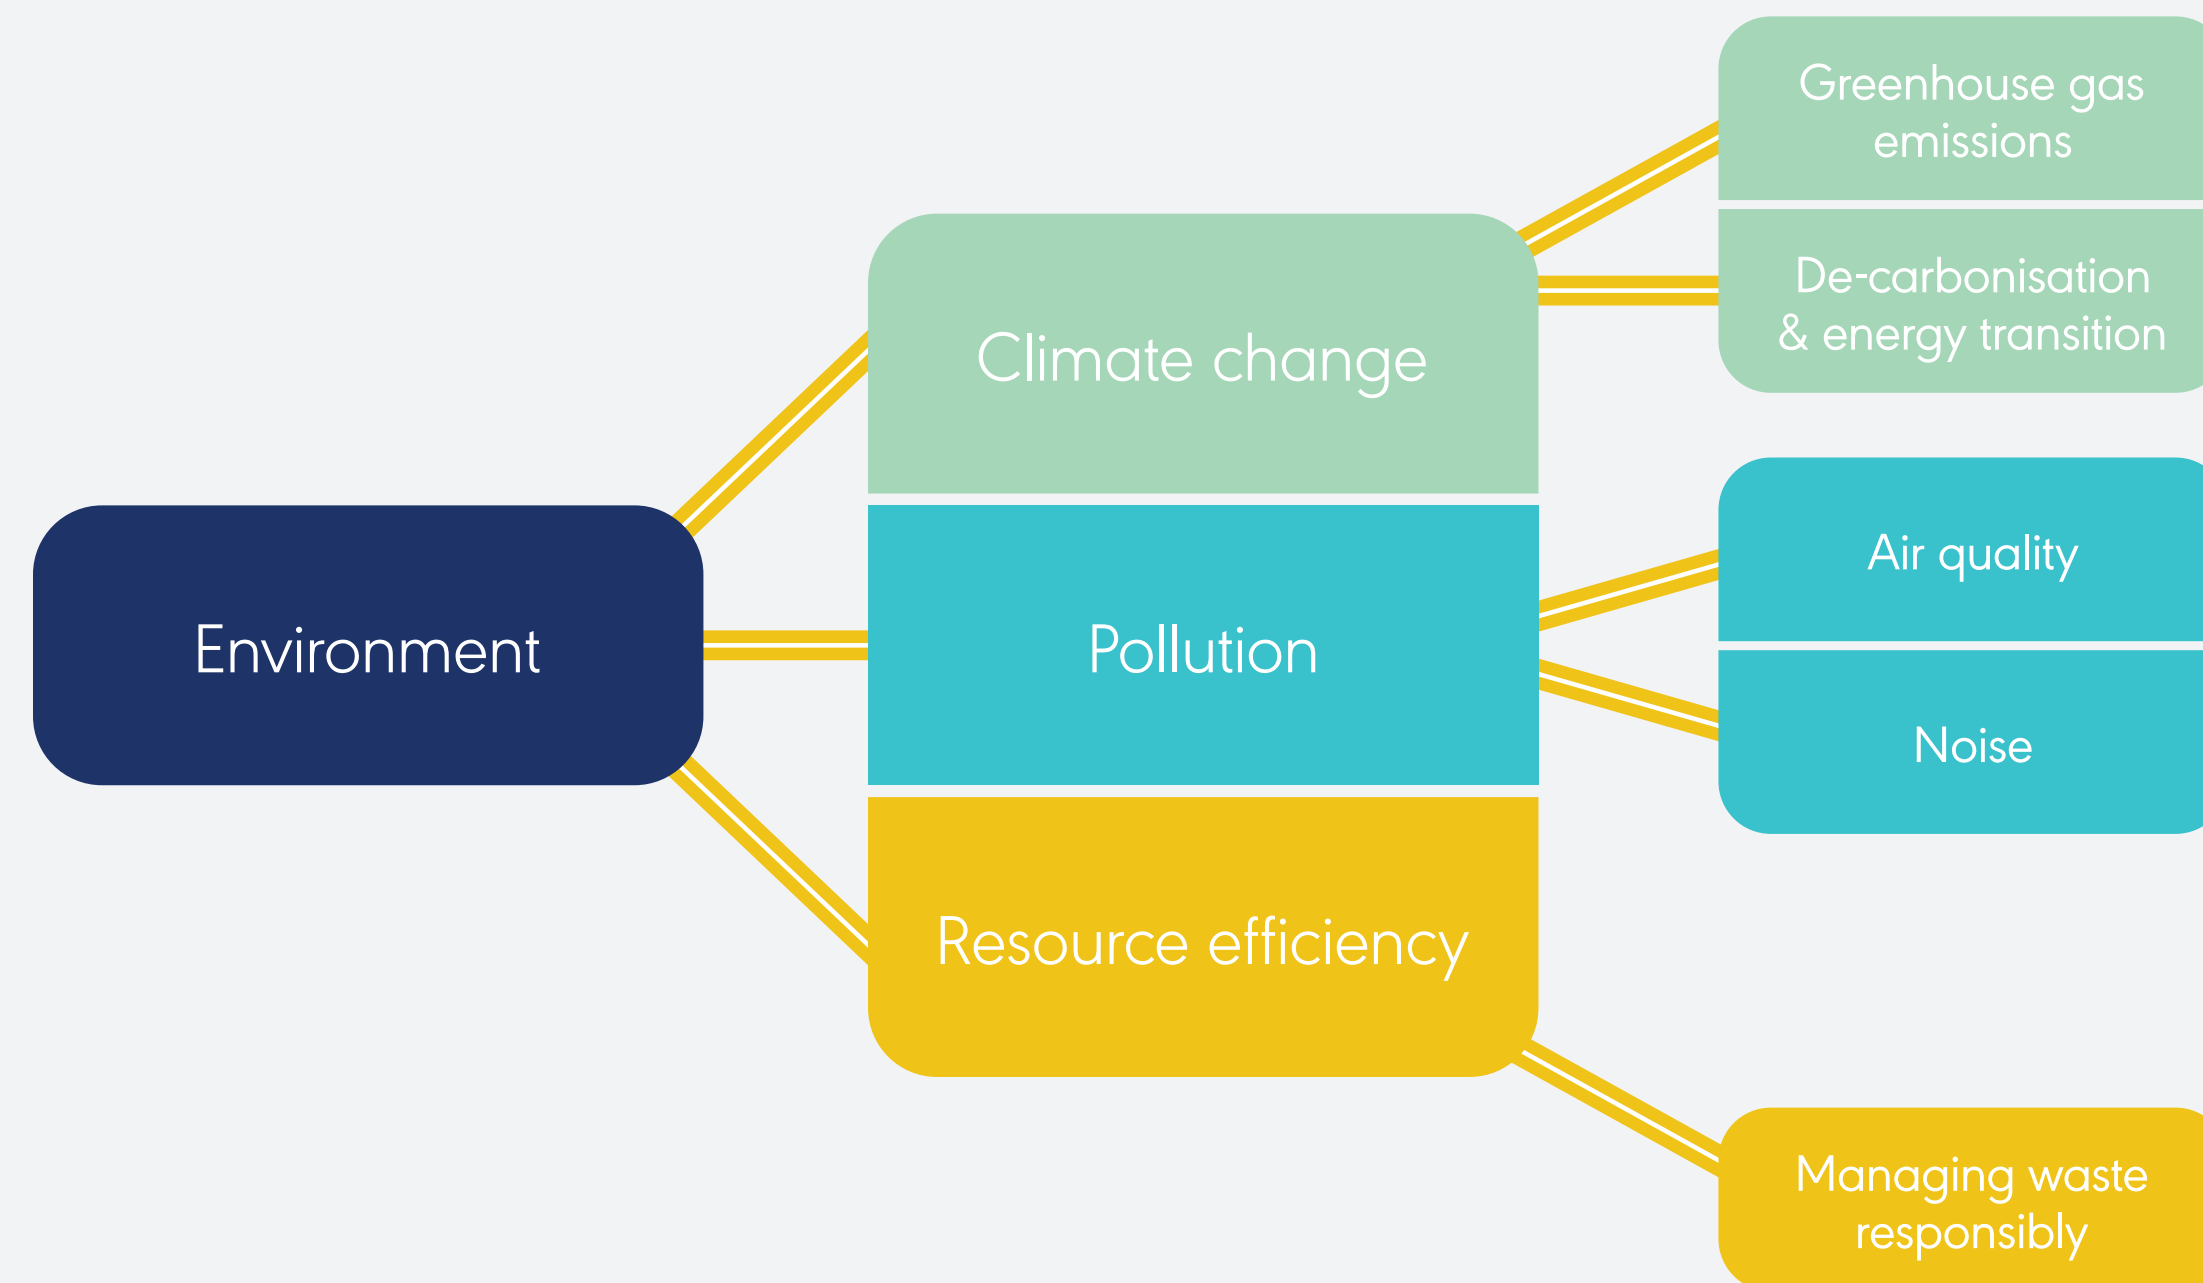 Environment
Climate change
Pollution
Resource efficiency
Greenhouse gas
emissions
De-carbonisation
& energy transition
Air quality
Noise
Managing waste
responsibly